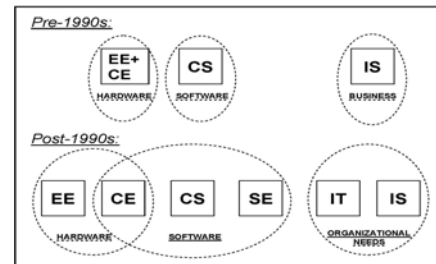 Pre-1990s:
EE+
CE
CS
IS
HARDWARE
SOFTWARE
BUSINESS
Post-1990s:
EE
CE
CS
SE
IT
IS
HARDWARE
SOFTWARE
ORGANIZATIONAL
NEEDS